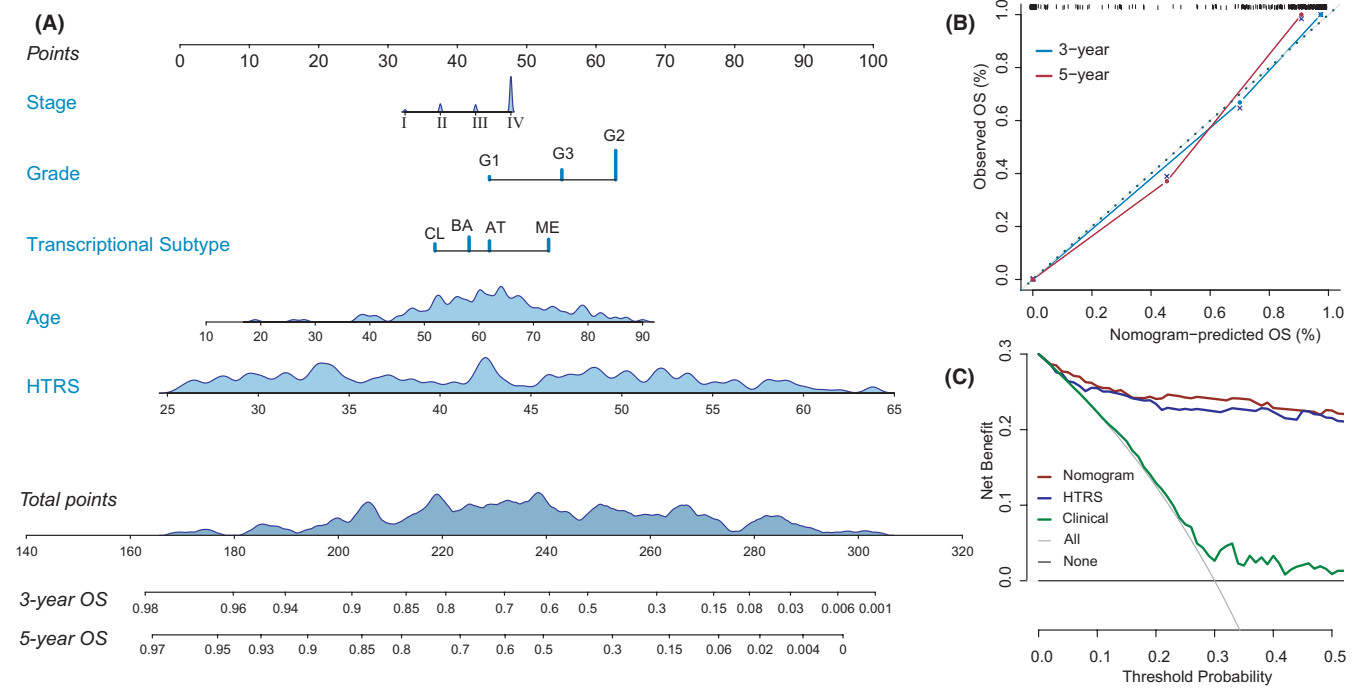 (A)
Points
0 10 20 30 40 50 60 70 80 90 100
Stage
I II III IV
Grade
G1 G3 G2
Transcriptional Subtype
CL BA AT ME
Age
10 20 30 40 50 60 70 80 90
HTRS
25 30 35 40 45 50 55 60 65
Total points
140 160 180 200 220 240 260 280 300 320
3-year OS
0.98 0.96 0.94 0.9 0.85 0.8 0.7 0.6 0.5 0.3 0.15 0.08 0.03 0.006 0.001
5-year OS
0.97 0.95 0.93 0.9 0.85 0.8 0.7 0.6 0.5 0.3 0.15 0.06 0.02 0.004 0
(B)
Observed OS (%)
1.0
0.8
0.6
0.4
0.2
0.0
3−year
5−year
0.0 0.2 0.4 0.6 0.8 1.0
Nomogram−predicted OS (%)
(C)
Net Benefit
0.3
0.2
0.1
0.0
Nomogram
HTRS
Clinical
All
None
0.0 0.1 0.2 0.3 0.4 0.5
Threshold Probability